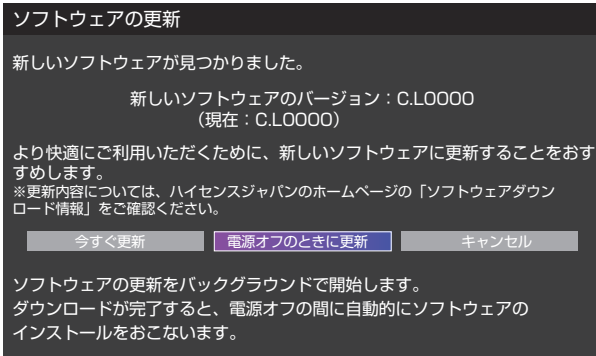 ソフトウェアの更新
新しいソフトウェアが見つかりました。
新しいソフトウェアのバージョン：C.L0000
（現在：C.L0000）
より快適にご利用いただくために、新しいソフトウェアに更新することをおす
すめします。
※更新内容については、ハイセンスジャパンのホームページの「ソフトウェアダウン
ロード情報」をご確認ください。
今すぐ更新
電源オフのときに更新
キャンセル
ソフトウェアの更新をバックグラウンドで開始します。
ダウンロードが完了すると、電源オフの間に自動的にソフトウェアの
インストールをおこないます。